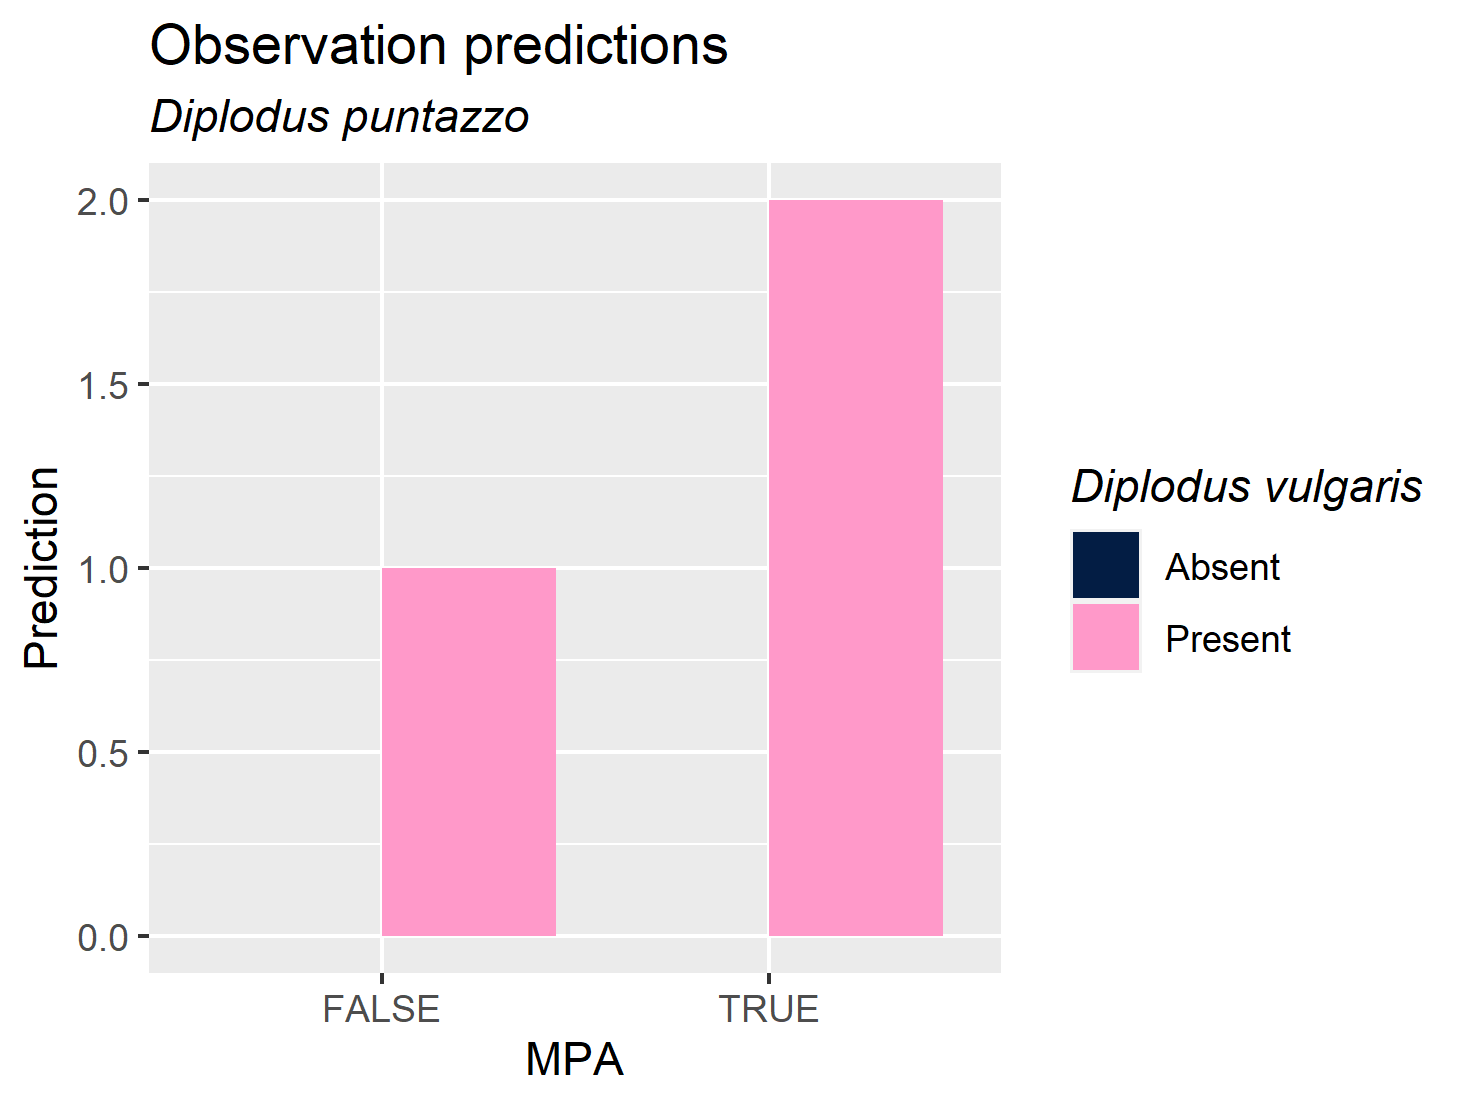 Observation predictions
Diplodus puntazzo
2.0
1.5
1.0
0.5
0.0
Prediction
FALSE
TRUE
MPA
Diplodus vulgaris
Absent
Present